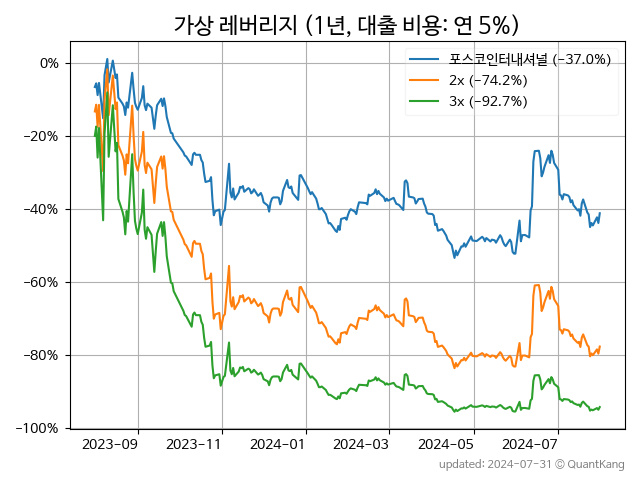 가상 레버리지 (1년, 대출 비용: 연 5%)
포스코인터내셔널 (−37.0%)
2x (−74.2%)
3x (−92.7%)
0%
−20%
−40%
−60%
−80%
−100%
2023-09 2023-11 2024-01 2024-03 2024-05 2024-07
updated: 2024-07-31 © QuantKang